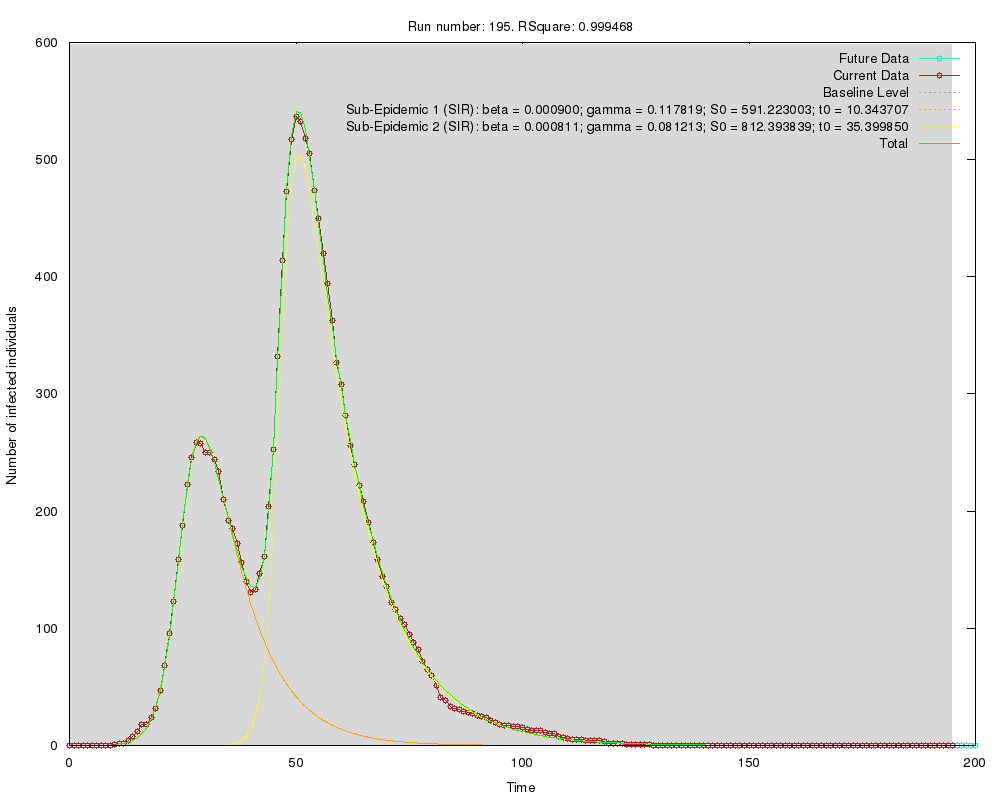 Run number: 195. RSquare: 0.999468
600
500
400
300
200
100
0
Number of infected individuals
Future Data
Current Data
Baseline Level
Sub-Epidemic 1 (SIR): beta = 0.000900; gamma = 0.117819; S0 = 591.223003; t0 = 10.343707
Sub-Epidemic 2 (SIR): beta = 0.000811; gamma = 0.081213; S0 = 812.393839; t0 = 35.399850
Total
0 50 100 150 200
Time